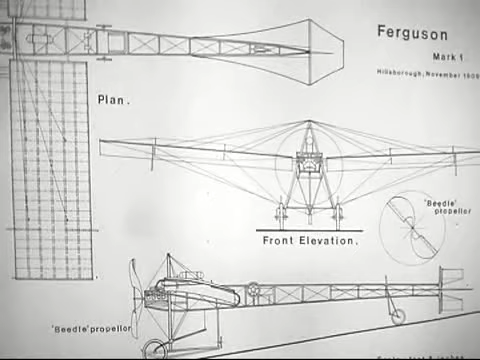 Ferguson
Mark 1.
Hillsborough, November 1909
Plan.
'Beedle'
propellor
Front Elevation.
'Beedle' propellor